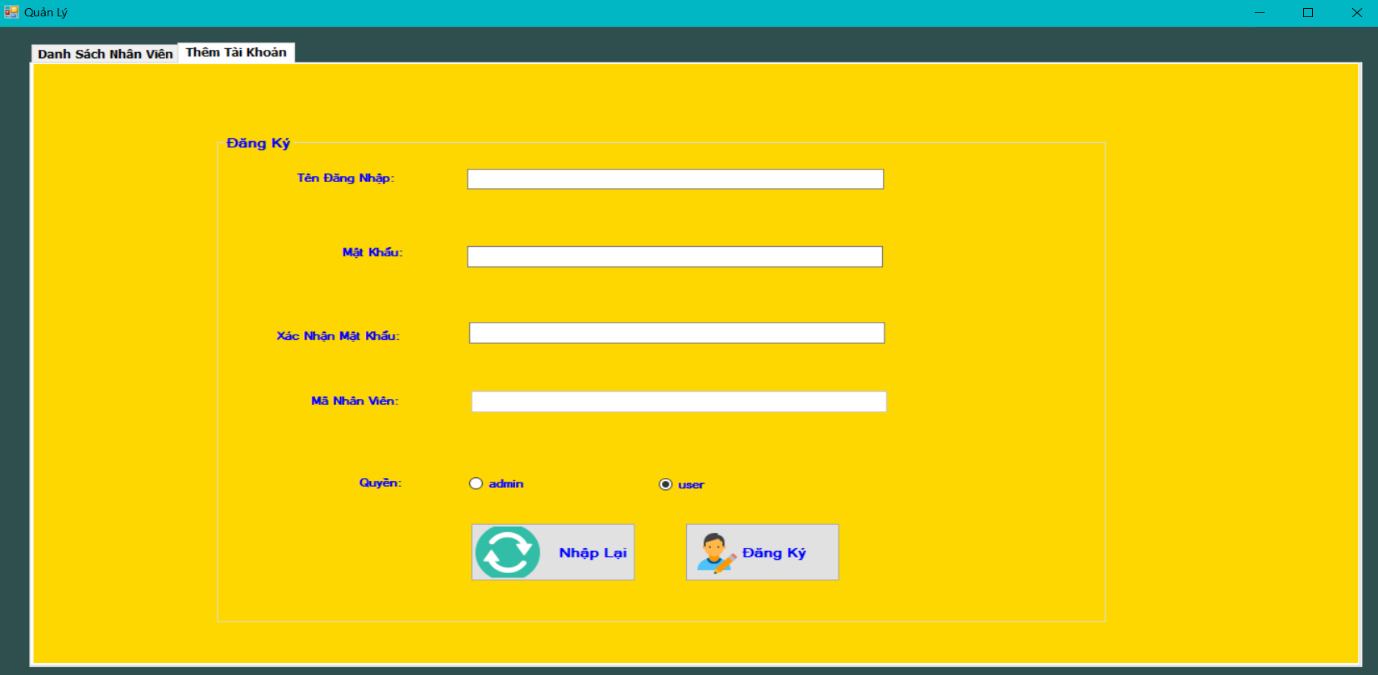 Quản Lý
Danh Sách Nhân Viên
Thêm Tài Khoản
Đăng Ký
Tên Đăng Nhập:
Mật Khẩu:
Xác Nhận Mật Khẩu:
Mã Nhân Viên:
Quyền:
admin
user
Nhập Lại
Đăng Ký